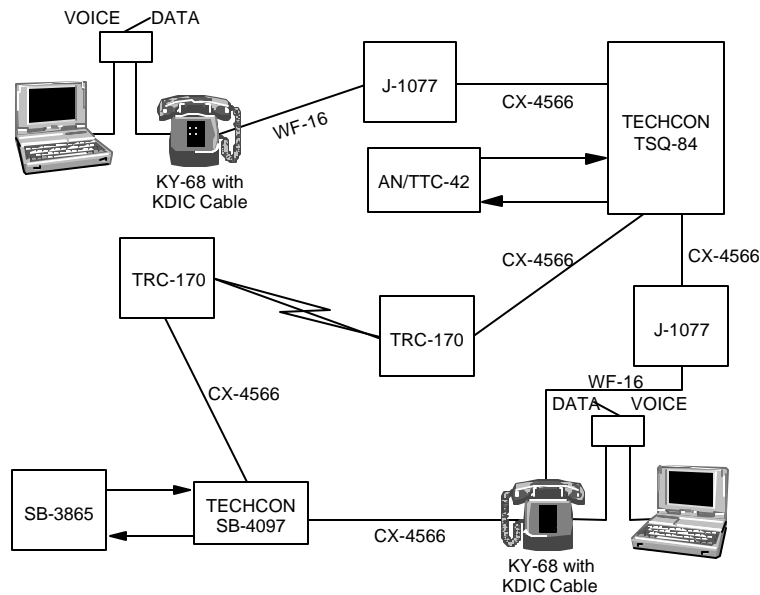 VOICE DATA
J-1077
CX-4566
TECHCON
TSQ-84
WF-16
KY-68 with
KDIC Cable
AN/TTC-42
TRC-170
CX-4566
CX-4566
TRC-170
J-1077
CX-4566
WF-16
DATA VOICE
SB-3865
TECHCON
SB-4097
CX-4566
KY-68 with
KDIC Cable